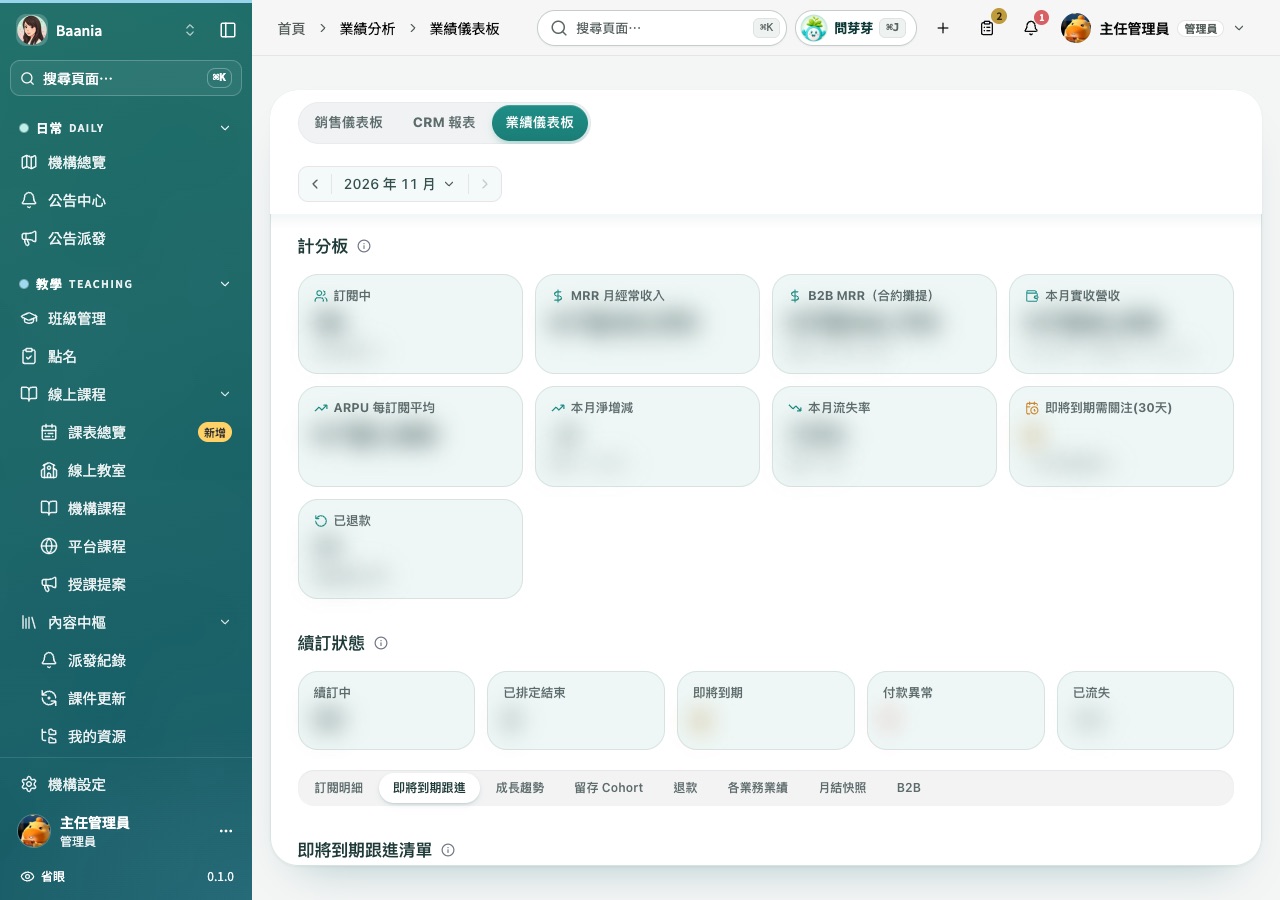 Baania
搜尋頁面…
⌘K
日常 DAILY
機構總覽
公告中心
公告派發
教學 TEACHING
班級管理
點名
線上課程
課表總覽
新增
線上教室
機構課程
平台課程
授課提案
內容中樞
派發紀錄
課件更新
我的資源
機構設定
主任管理員
管理員
省眼
0.1.0
首頁 > 業績分析 > 業績儀表板
搜尋頁面…
⌘K
問芽芽
⌘J
2
1
主任管理員
管理員
銷售儀表板
CRM 報表
業績儀表板
2026 年 11 月
計分板
訂閱中
MRR 月經常收入
B2B MRR（合約攤提）
本月實收營收
ARPU 每訂閱平均
本月淨增減
本月流失率
即將到期需關注(30天)
已退款
續訂狀態
續訂中
已排定結束
即將到期
付款異常
已流失
訂閱明細
即將到期跟進
成長趨勢
留存 Cohort
退款
各業務業績
月結快照
B2B
即將到期跟進清單